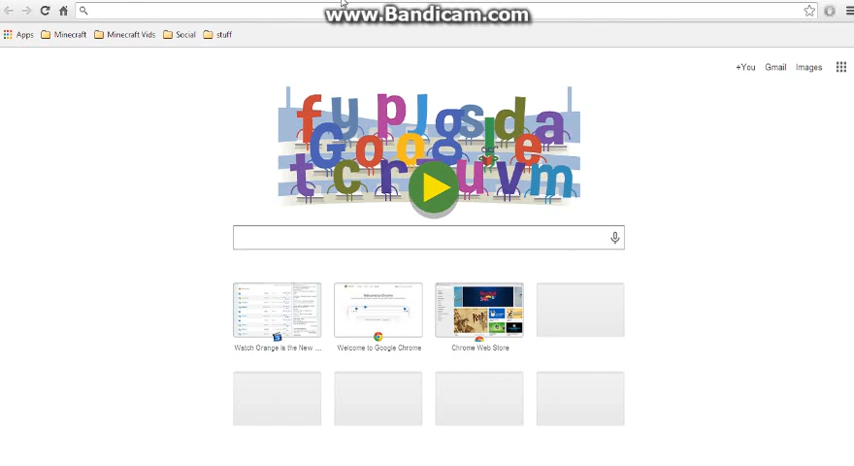 www.Bandicam.com
Apps Minecraft Minecraft Vids Social stuff
+You Gmail Images
f y p J g s i d a
G o o g l e
t c r u v m
Watch Orange is the New ... Welcome to Google Chrome Chrome Web Store